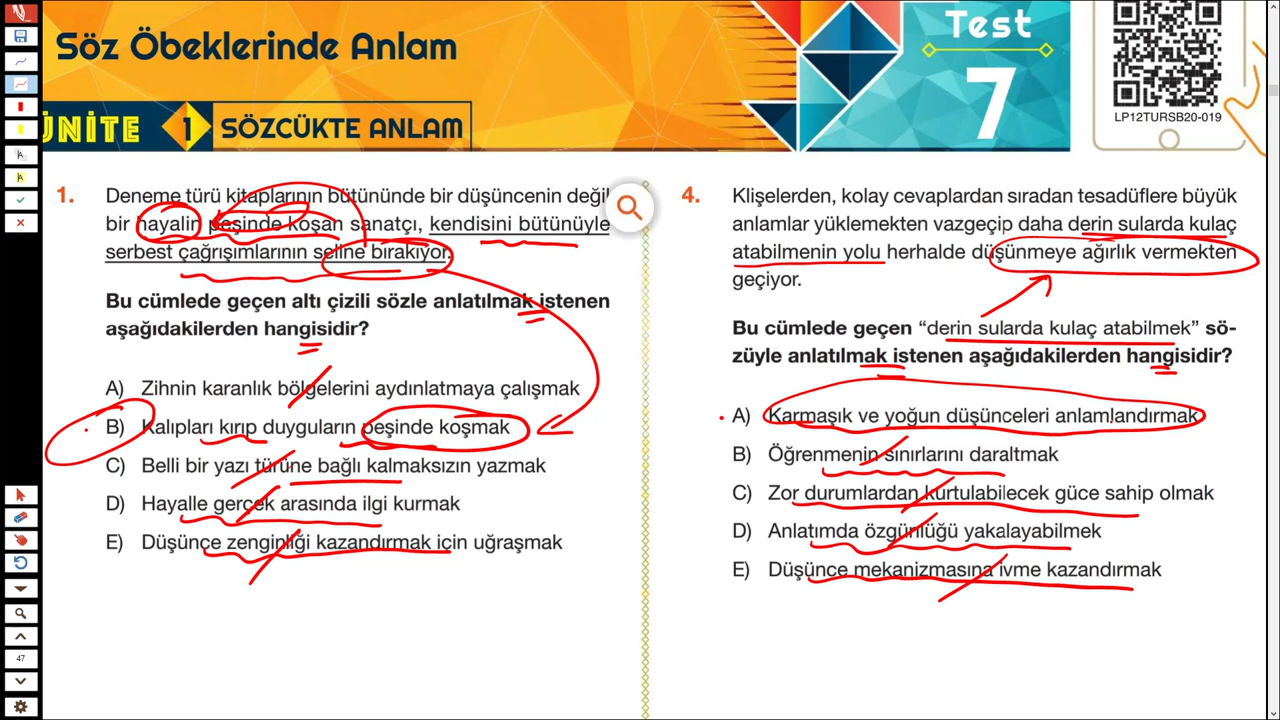 Söz Öbeklerinde Anlam
Test
7
ÜNİTE 1 SÖZCÜKTE ANLAM
LP12TURSB20-019
1. Deneme türü kitaplarının bütününde bir düşüncenin değil
bir hayalin peşinde koşan sanatçı, kendisini bütünüyle
serbest çağrışımlarının seline bırakıyor.
Bu cümlede geçen altı çizili sözle anlatılmak istenen
aşağıdakilerden hangisidir?
A) Zihnin karanlık bölgelerini aydınlatmaya çalışmak
B) Kalıpları kırıp duyguların peşinde koşmak
C) Belli bir yazı türüne bağlı kalmaksızın yazmak
D) Hayalle gerçek arasında ilgi kurmak
E) Düşünçe zenginliği kazandırmak için uğraşmak
4. Klişelerden, kolay cevaplardan sıradan tesadüflere büyük
anlamlar yüklemekten vazgeçip daha derin sularda kulaç
atabilmenin yolu herhalde düşünmeye ağırlık vermekten
geçiyor.
Bu cümlede geçen “derin sularda kulaç atabilmek” sö-
züyle anlatılmak istenen aşağıdakilerden hangisidir?
A) Karmaşık ve yoğun düşünceleri anlamlandırmak
B) Öğrenmenin sınırlarını daraltmak
C) Zor durumlardan kurtulabilecek güce sahip olmak
D) Anlatımda özgünlüğü yakalayabilmek
E) Düşünce mekanizmasına ivme kazandırmak
47